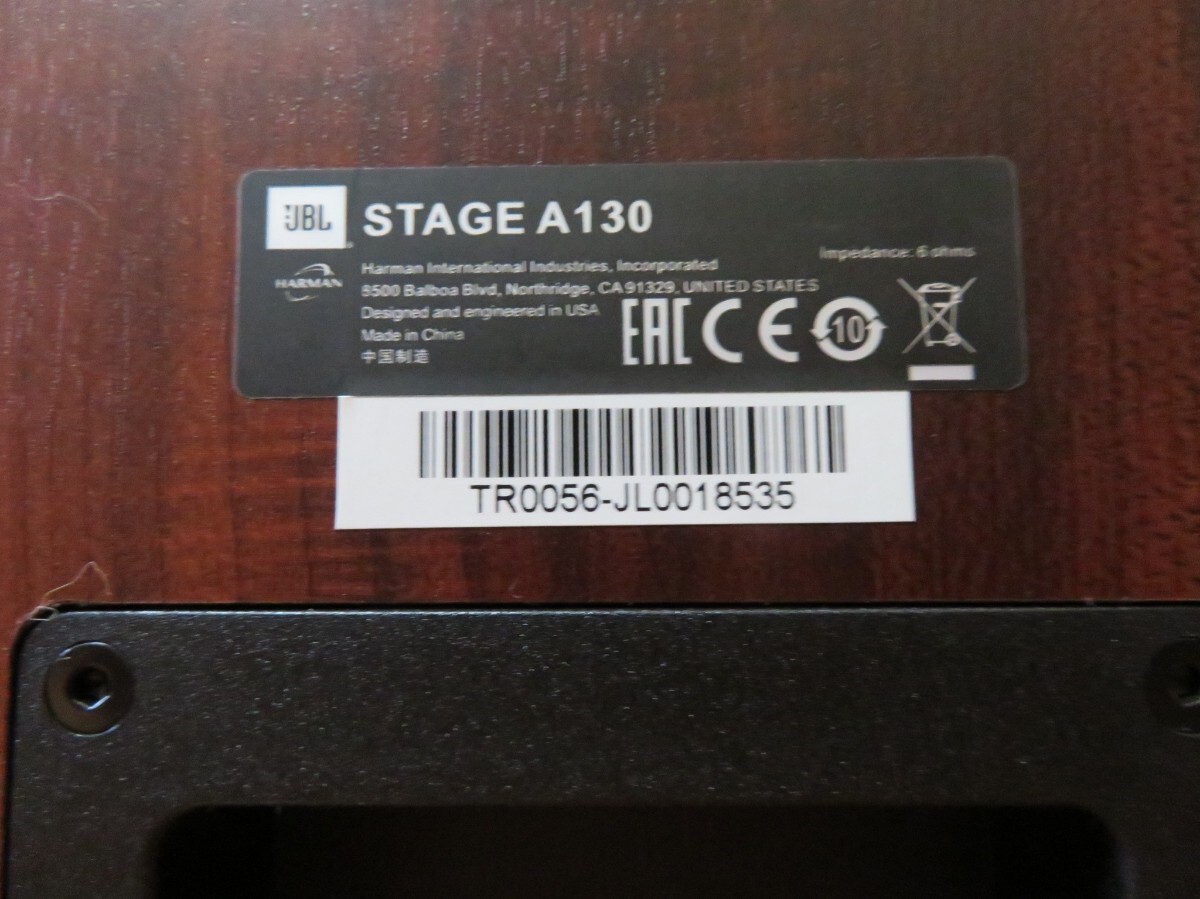 JBL STAGE A130
Impedance: 6 ohms
HARMAN
Harman International Industries, Incorporated
8500 Balboa Blvd, Northridge, CA 91329, UNITED STATES
Designed and engineered in USA
Made in China
中国制造
EAC CE 10
TR0056-JL0018535